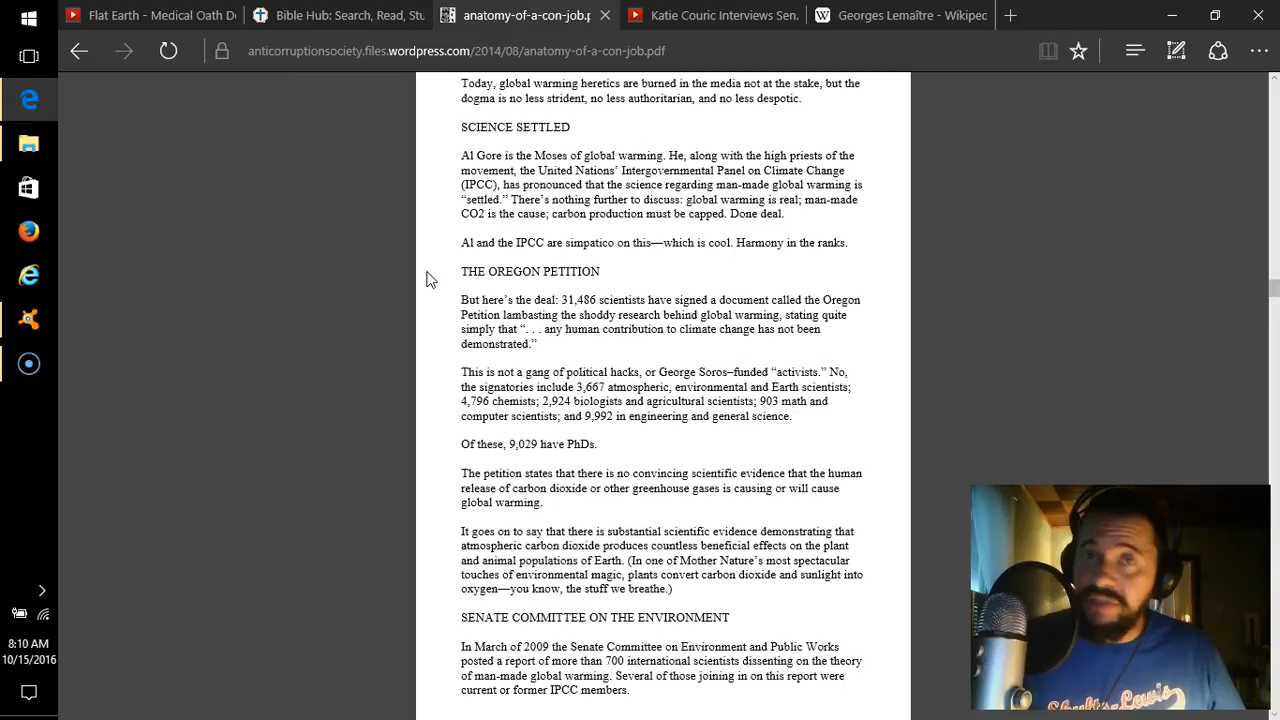 Flat Earth - Medical Oath D
Bible Hub: Search, Read, Stu
anatomy-of-a-con-job.p
Katie Couric Interviews Sen.
Georges Lemaître - Wikipec
anticorruptionsociety.files.wordpress.com/2014/08/anatomy-of-a-con-job.pdf
Today, global warming heretics are burned in the media not at the stake, but the
dogma is no less strident, no less authoritarian, and no less despotic.
SCIENCE SETTLED
Al Gore is the Moses of global warming. He, along with the high priests of the
movement, the United Nations’ Intergovernmental Panel on Climate Change
(IPCC), has pronounced that the science regarding man-made global warming is
“settled.” There’s nothing further to discuss: global warming is real; man-made
CO2 is the cause; carbon production must be capped. Done deal.
Al and the IPCC are simpatico on this—which is cool. Harmony in the ranks.
THE OREGON PETITION
But here’s the deal: 31,486 scientists have signed a document called the Oregon
Petition lambasting the shoddy research behind global warming, stating quite
simply that “. . . any human contribution to climate change has not been
demonstrated.”
This is not a gang of political hacks, or George Soros–funded “activists.” No,
the signatories include 3,667 atmospheric, environmental and Earth scientists;
4,796 chemists; 2,924 biologists and agricultural scientists; 903 math and
computer scientists; and 9,992 in engineering and general science.
Of these, 9,029 have PhDs.
The petition states that there is no convincing scientific evidence that the human
release of carbon dioxide or other greenhouse gases is causing or will cause
global warming.
It goes on to say that there is substantial scientific evidence demonstrating that
atmospheric carbon dioxide produces countless beneficial effects on the plant
and animal populations of Earth. (In one of Mother Nature’s most spectacular
touches of environmental magic, plants convert carbon dioxide and sunlight into
oxygen—you know, the stuff we breathe.)
SENATE COMMITTEE ON THE ENVIRONMENT
In March of 2009 the Senate Committee on Environment and Public Works
posted a report of more than 700 international scientists dissenting on the theory
of man-made global warming. Several of those joining in on this report were
current or former IPCC members.
8:10 AM
10/15/2016